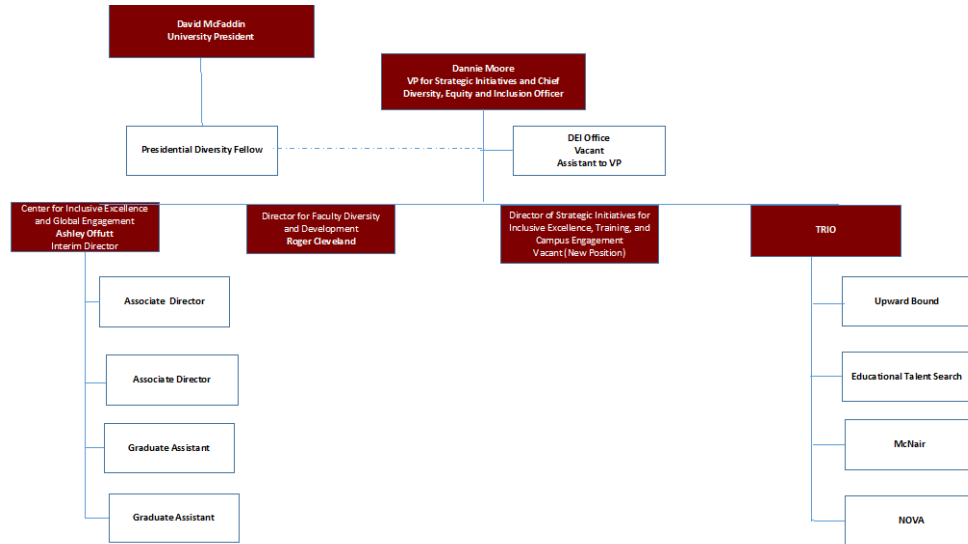 David McFaddin
University President
Dannie Moore
VP for Strategic Initiatives and Chief
Diversity, Equity and Inclusion Officer
Presidential Diversity Fellow
DEI Office
Vacant
Assistant to VP
Center for Inclusive Excellence
and Global Engagement
Ashley Offutt
Interim Director
Director for Faculty Diversity
and Development
Roger Cleveland
Director of Strategic Initiatives for
Inclusive Excellence, Training, and
Campus Engagement
Vacant (New Position)
TRIO
Associate Director
Associate Director
Graduate Assistant
Graduate Assistant
Upward Bound
Educational Talent Search
McNair
NOVA